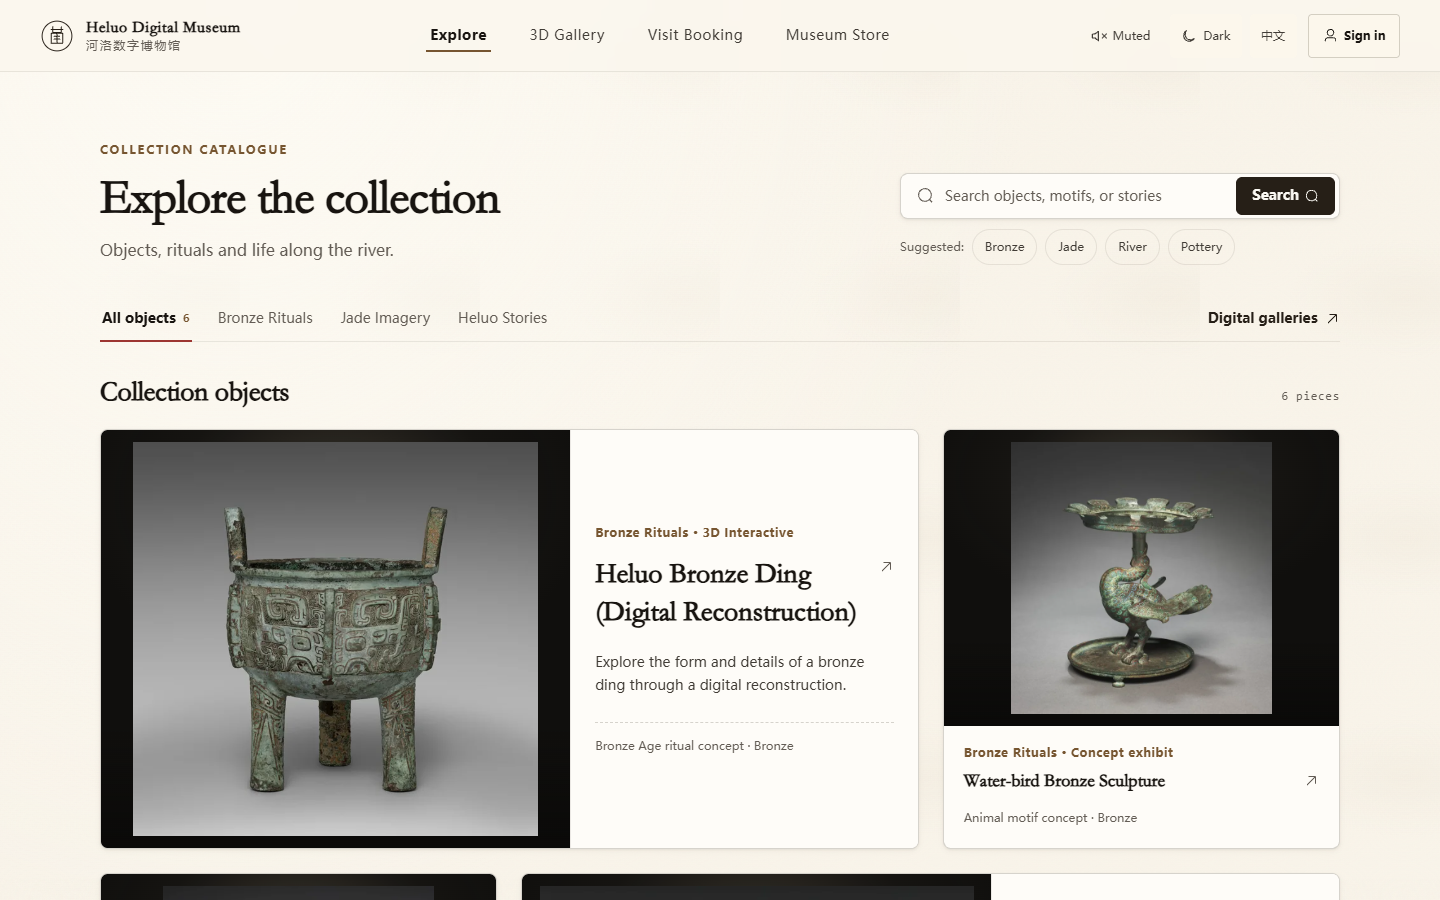 Heluo Digital Museum
河洛数字博物馆
Explore
3D Gallery
Visit Booking
Museum Store
Muted
Dark
中文
Sign in
COLLECTION CATALOGUE
Explore the collection
Objects, rituals and life along the river.
Search objects, motifs, or stories
Search
Suggested:
Bronze
Jade
River
Pottery
All objects 6
Bronze Rituals
Jade Imagery
Heluo Stories
Digital galleries
Collection objects
6 pieces
Bronze Rituals • 3D Interactive
Heluo Bronze Ding
(Digital Reconstruction)
Explore the form and details of a bronze
ding through a digital reconstruction.
Bronze Age ritual concept · Bronze
Bronze Rituals • Concept exhibit
Water-bird Bronze Sculpture
Animal motif concept · Bronze